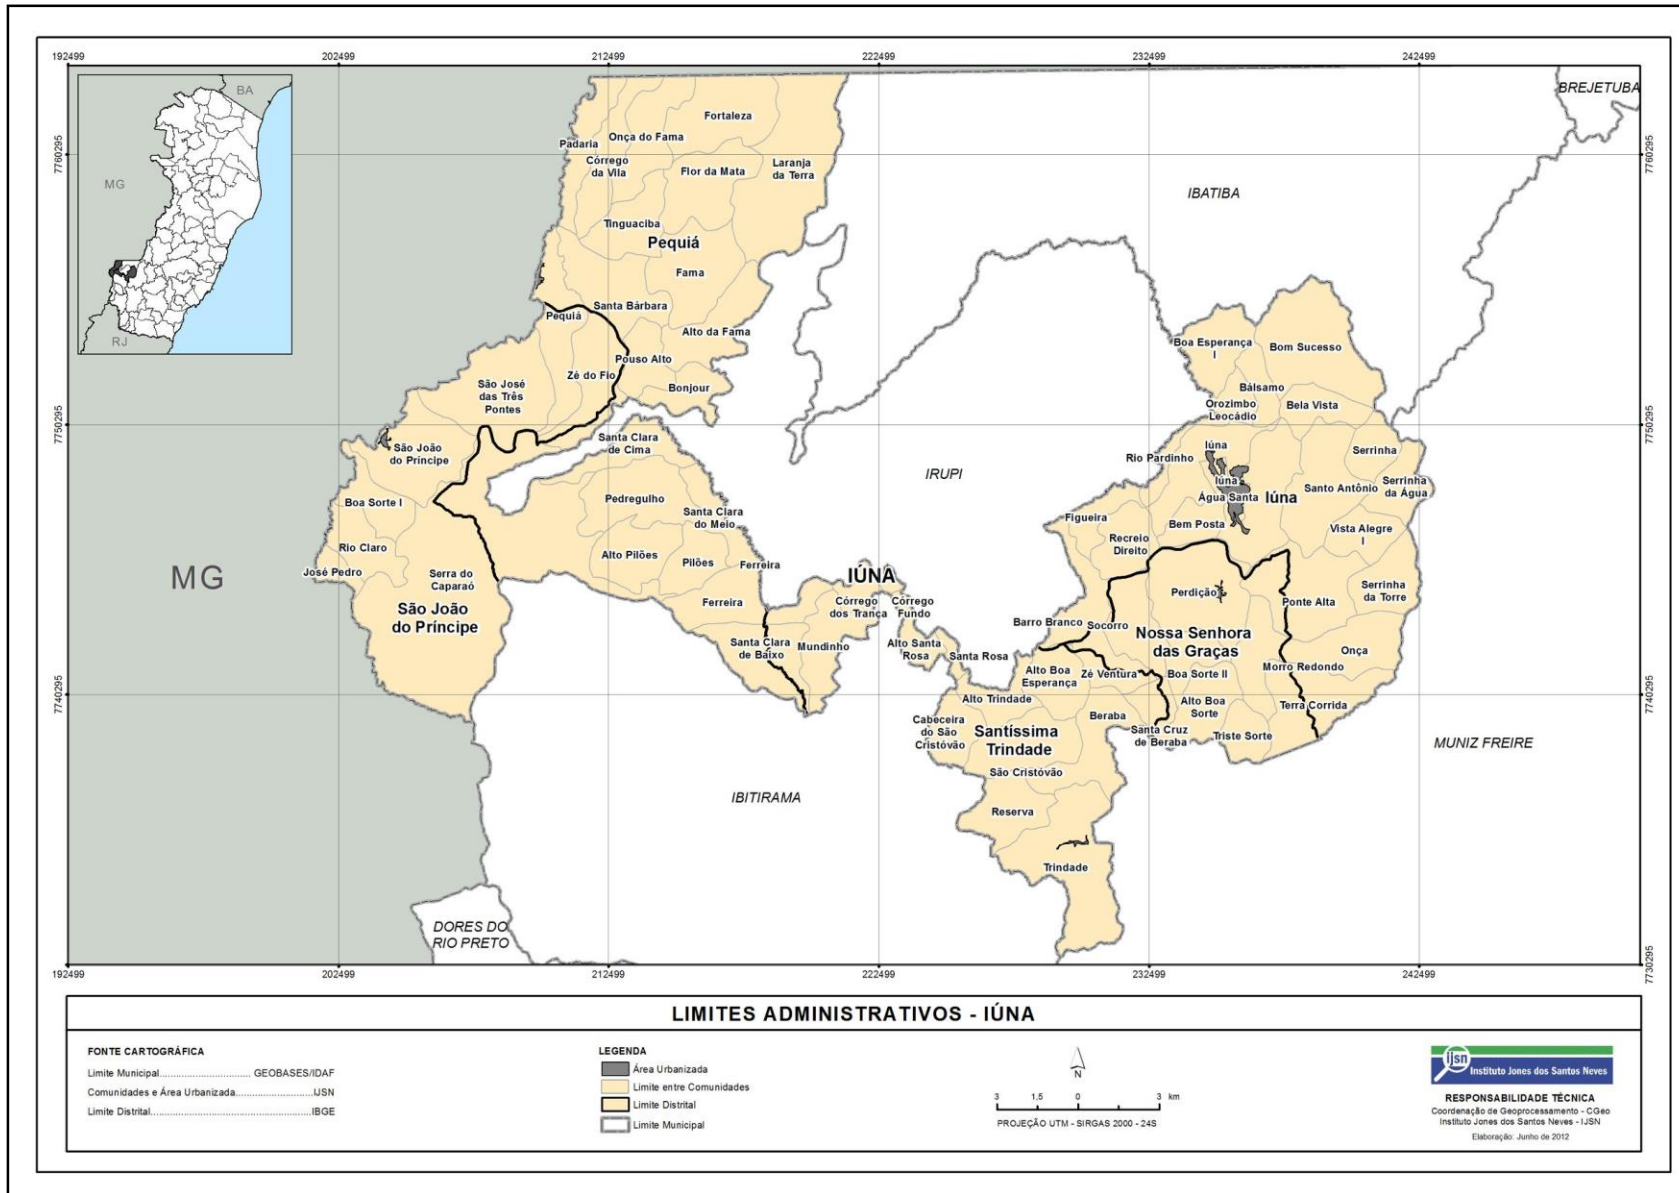 192499
202499
212499
222499
232499
242499
7760295
7750295
7740295
7730295
7760295
7750295
7740295
7730295
BA
MG
RJ
BREJETUBA
Fortaleza
Onça do Fama
Padaria
Córrego
da Vila
Flor da Mata
Laranja
da Terra
IBATIBA
Tinguaciba
Pequiá
Fama
Santa Bárbara
Pequiá
Alto da Fama
Pouso Alto
Zé do Fio
Bonjour
São José
das Três
Pontes
Boa Esperança
I
Bom Sucesso
Bálsamo
Orozimbo
Leocádio
Bela Vista
São João
do Príncipe
Santa Clara
de Cima
Iúna
Rio Pardinho
Serrinha
IRUPI
Iúna
Água Santa
Iúna
Santo Antônio
Serrinha
da Água
Boa Sorte I
Pedregulho
Santa Clara
do Meio
Figueira
Bem Posta
Vista Alegre
I
Recreio
Direito
Rio Claro
José Pedro
Alto Pilões
Pilões
Ferreira
MG
Serra do
Caparaó
IÚNA
Perdição
Serrinha
da Torre
São João
do Príncipe
Ferreira
Córrego
dos Trança
Córrego
Fundo
Ponte Alta
Barro Branco
Socorro
Nossa Senhora
das Graças
Santa Clara
de Baixo
Mundinho
Alto Santa
Rosa
Santa Rosa
Onça
Alto Boa
Esperança
Zé Ventura
Boa Sorte II
Morro Redondo
Alto Trindade
Alto Boa
Sorte
Terra Corrida
Cabeceira
do São
Cristóvão
Santíssima
Trindade
Beraba
Santa Cruz
de Beraba
Triste Sorte
MUNIZ FREIRE
São Cristóvão
IBITIRAMA
Reserva
Trindade
DORES DO
RIO PRETO
192499
202499
212499
222499
232499
242499
LIMITES ADMINISTRATIVOS - IÚNA
FONTE CARTOGRÁFICA
Limite Municipal.............................. GEOBASES/IDAF
Comunidades e Área Urbanizada.........................IJSN
Limite Distrital....................................................IBGE
LEGENDA
Área Urbanizada
Limite entre Comunidades
Limite Distrital
Limite Municipal
N
3 1,5 0 3 km
PROJEÇÃO UTM - SIRGAS 2000 - 24S
ijsn
Instituto Jones dos Santos Neves
RESPONSABILIDADE TÉCNICA
Coordenação de Geoprocessamento - CGeo
Instituto Jones dos Santos Neves - IJSN
Elaboração: Junho de 2012